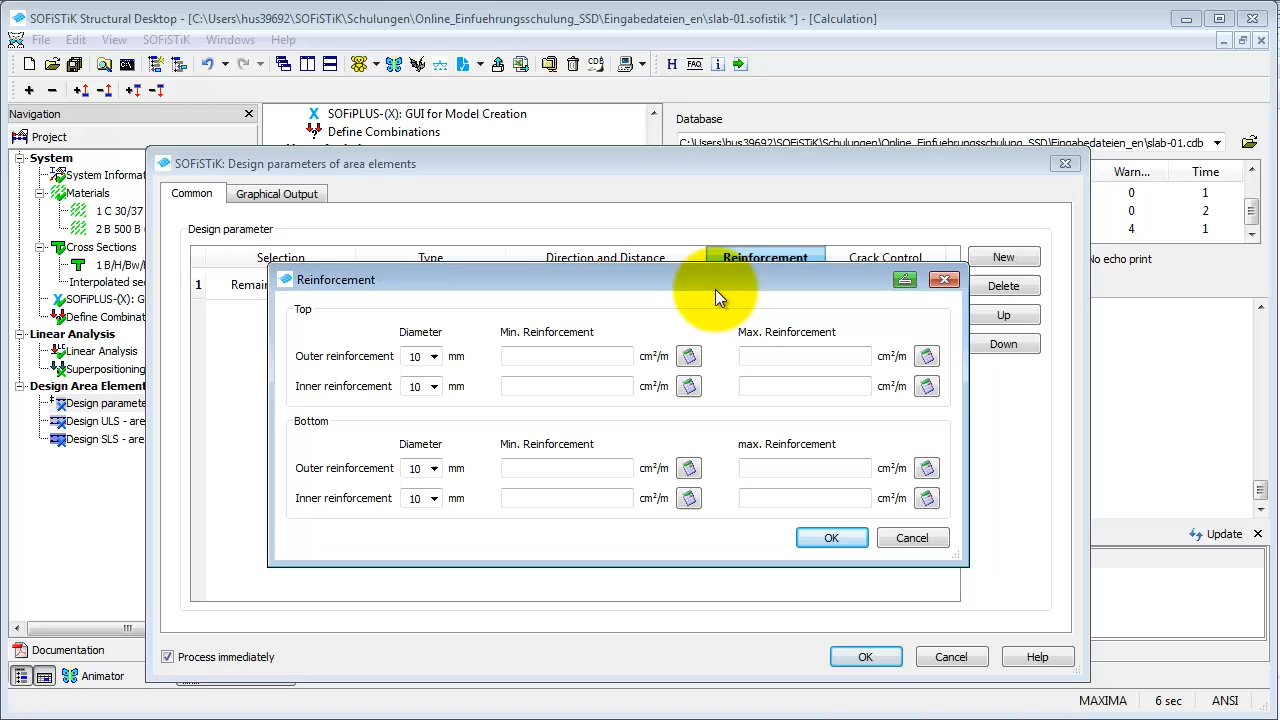 SOFiSTiK Structural Desktop - [C:\Users\hus39692\SOFiSTiK\Schulungen\Online_Einfuehrungsschulung_SSD\Eingabedateien_en\slab-01.sofistik *] - [Calculation]
File Edit View SOFiSTiK Windows Help
H FAQ
Navigation
SOFiPLUS-(X): GUI for Model Creation
Define Combinations
Database
C:\Users\hus39692\SOFiSTiK\Schulungen\Online_Einfuehrungsschulung_SSD\Eingabedateien_en\slab-01.cdb
Project
System
System Informat
Materials
1 C 30/37
2 B 500 B
Cross Sections
1 B/H/Bw/
Interpolated sec
SOFiPLUS-(X): G
Define Combinat
Linear Analysis
Linear Analysis
Superpositioning
Design Area Element
Design paramete
Design ULS - are
Design SLS - are
Warn... Time
0 1
0 2
4 1
No echo print
SOFiSTiK: Design parameters of area elements
Common Graphical Output
Design parameter
Selection Type Direction and Distance Reinforcement Crack Control
1 Remain
New
Delete
Up
Down
Reinforcement
Top
Diameter Min. Reinforcement Max. Reinforcement
Outer reinforcement 10 mm cm²/m cm²/m
Inner reinforcement 10 mm cm²/m cm²/m
Bottom
Diameter Min. Reinforcement max. Reinforcement
Outer reinforcement 10 mm cm²/m cm²/m
Inner reinforcement 10 mm cm²/m cm²/m
OK Cancel
Update
Process immediately
OK Cancel Help
Documentation
Animator
MAXIMA 6 sec ANSI